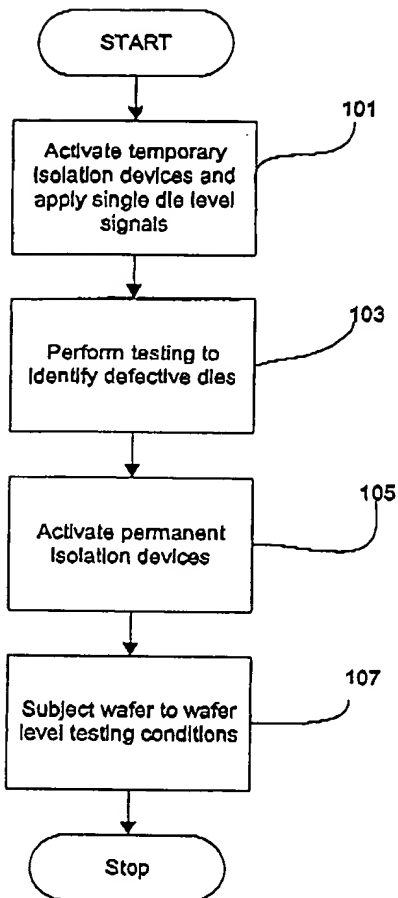 START
101
Activate temporary
isolation devices and
apply single die level
signals
103
Perform testing to
identify defective dies
105
Activate permanent
isolation devices
107
Subject wafer to wafer
level testing conditions
Stop